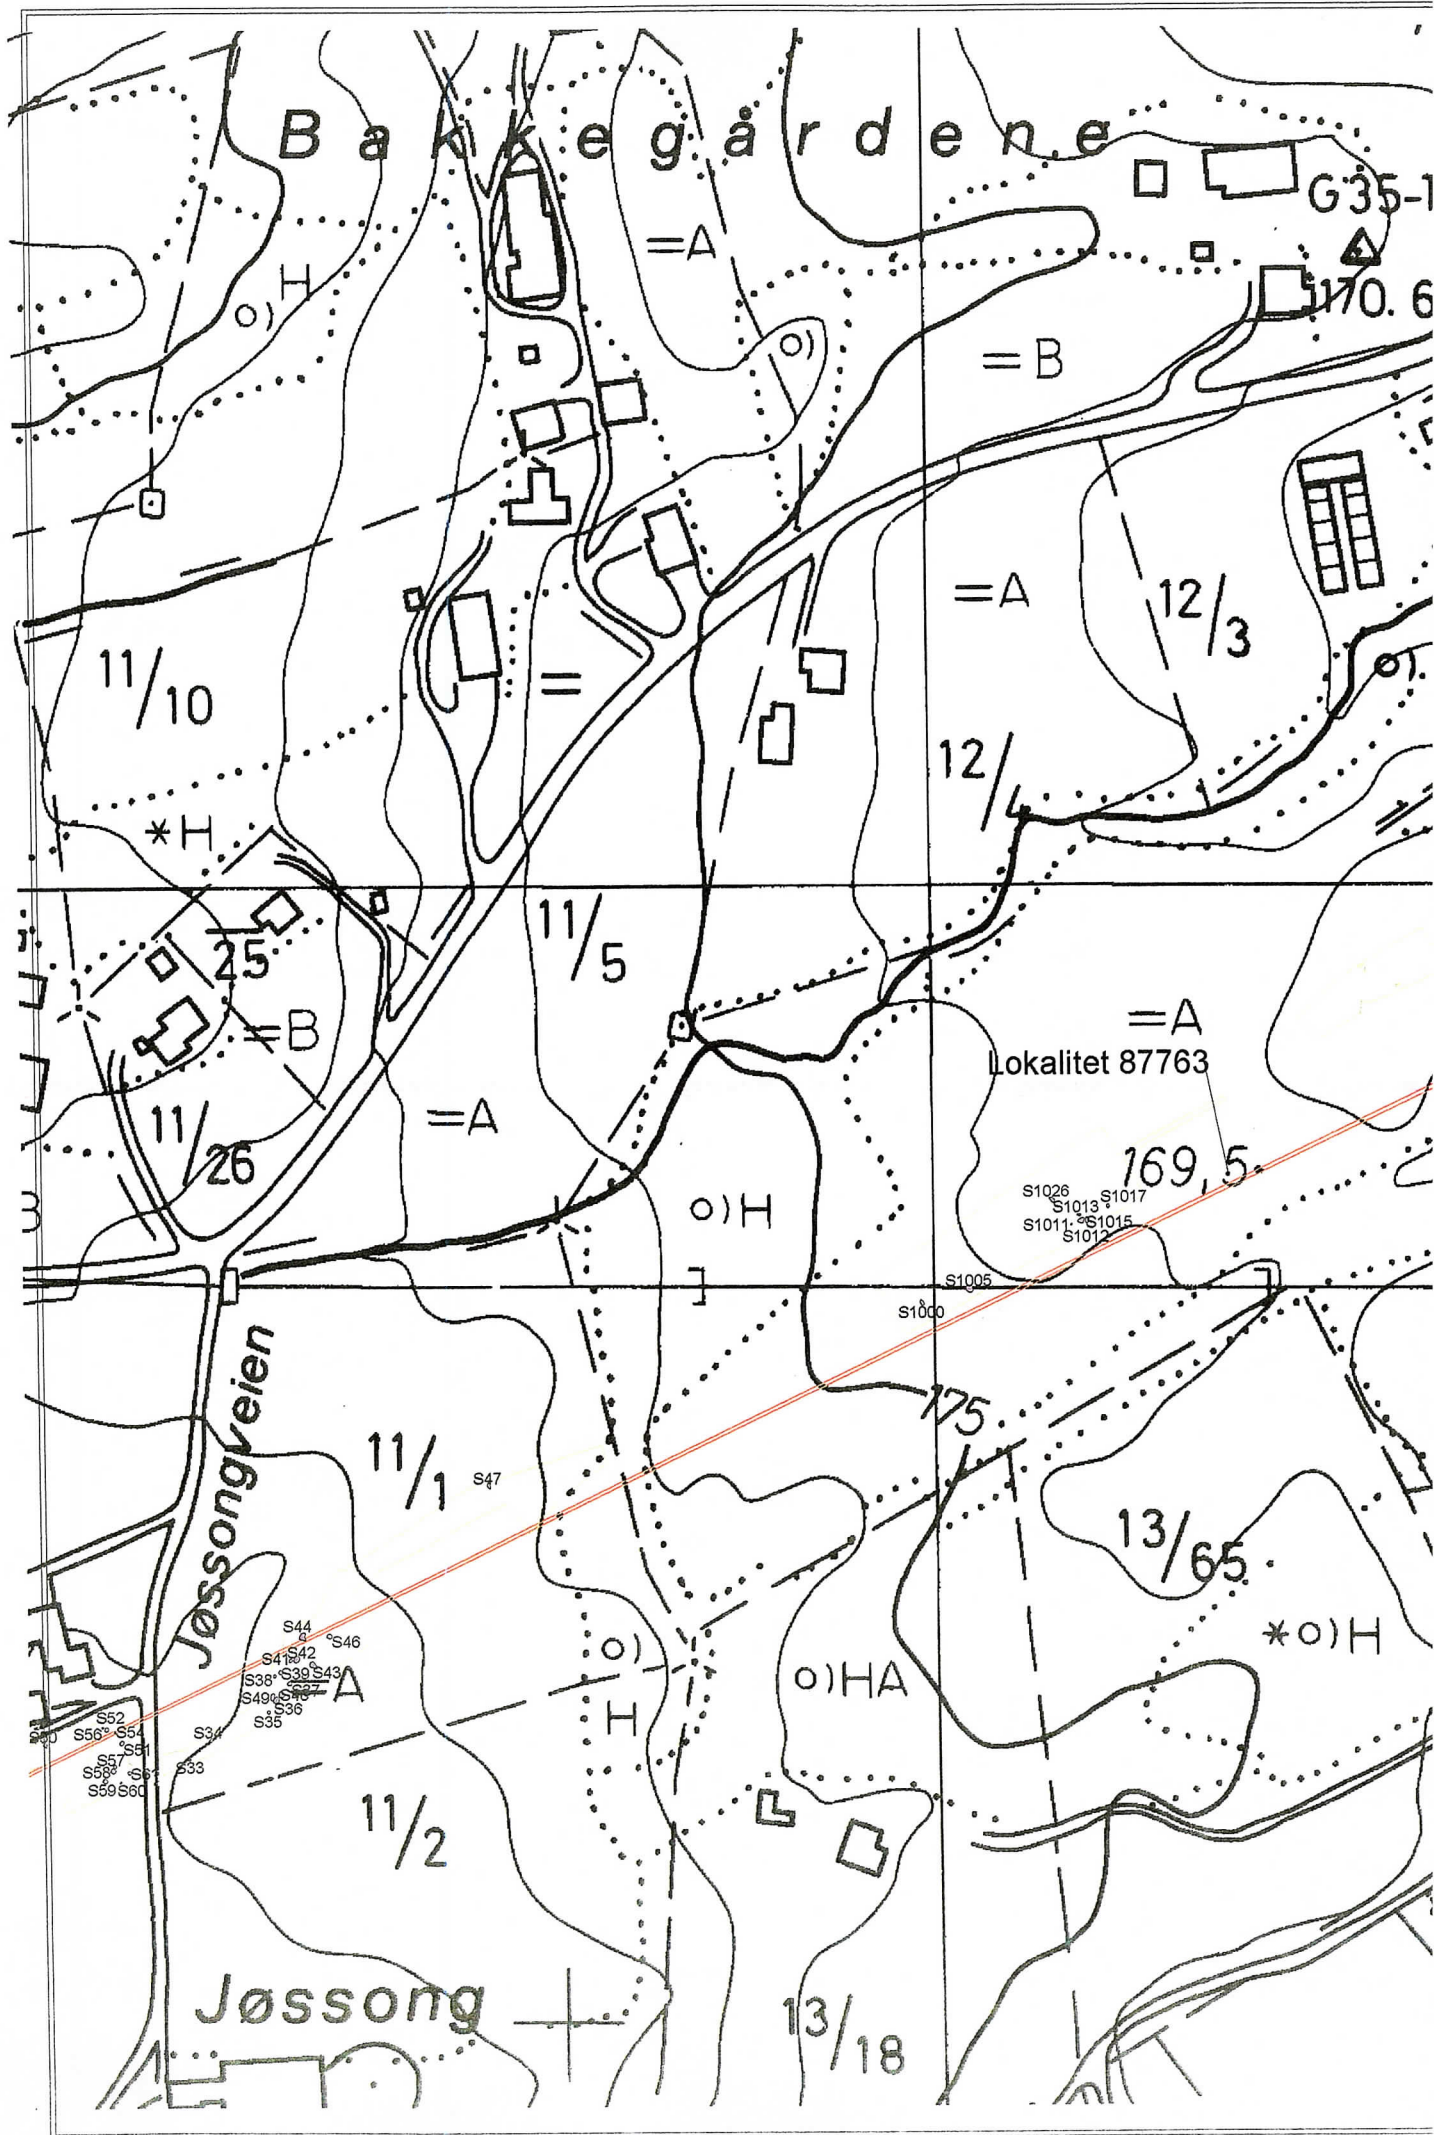 Bakkegårdene
G35-1
170.6
=A
H
o)
o)
=B
=A
12/3
11/10
=
12/
*H
11/5
25
=B
=A
Lokalitet 87763
=A
11/26
169,5
B
o)H
S1026
S1017
S1013
S1011
S1015
S1012
S1005
S1000
Jøssongveien
175
11/1
S47
13/65
S44
S46
S42
S41
S43
S39
S38
=A
S49
S36
S35
S34
o)
H
o)HA
*o)H
S52
S56
S54
S51
S57
S58
S33
S59
S60
11/2
Jøssong
13/18